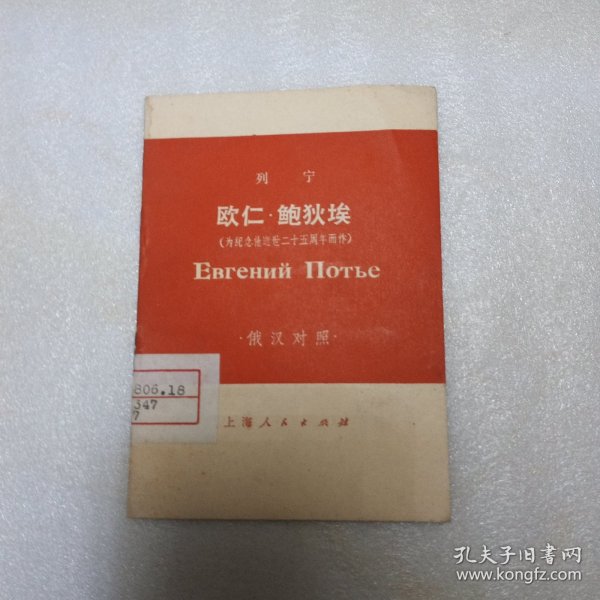 列 宁
欧仁·鲍狄埃
(为纪念他逝世二十五周年而作)
Евгений Потье
·俄汉对照·
806.18
347
7
上海人民出版社
孔夫子旧书网
www.kongfz.com